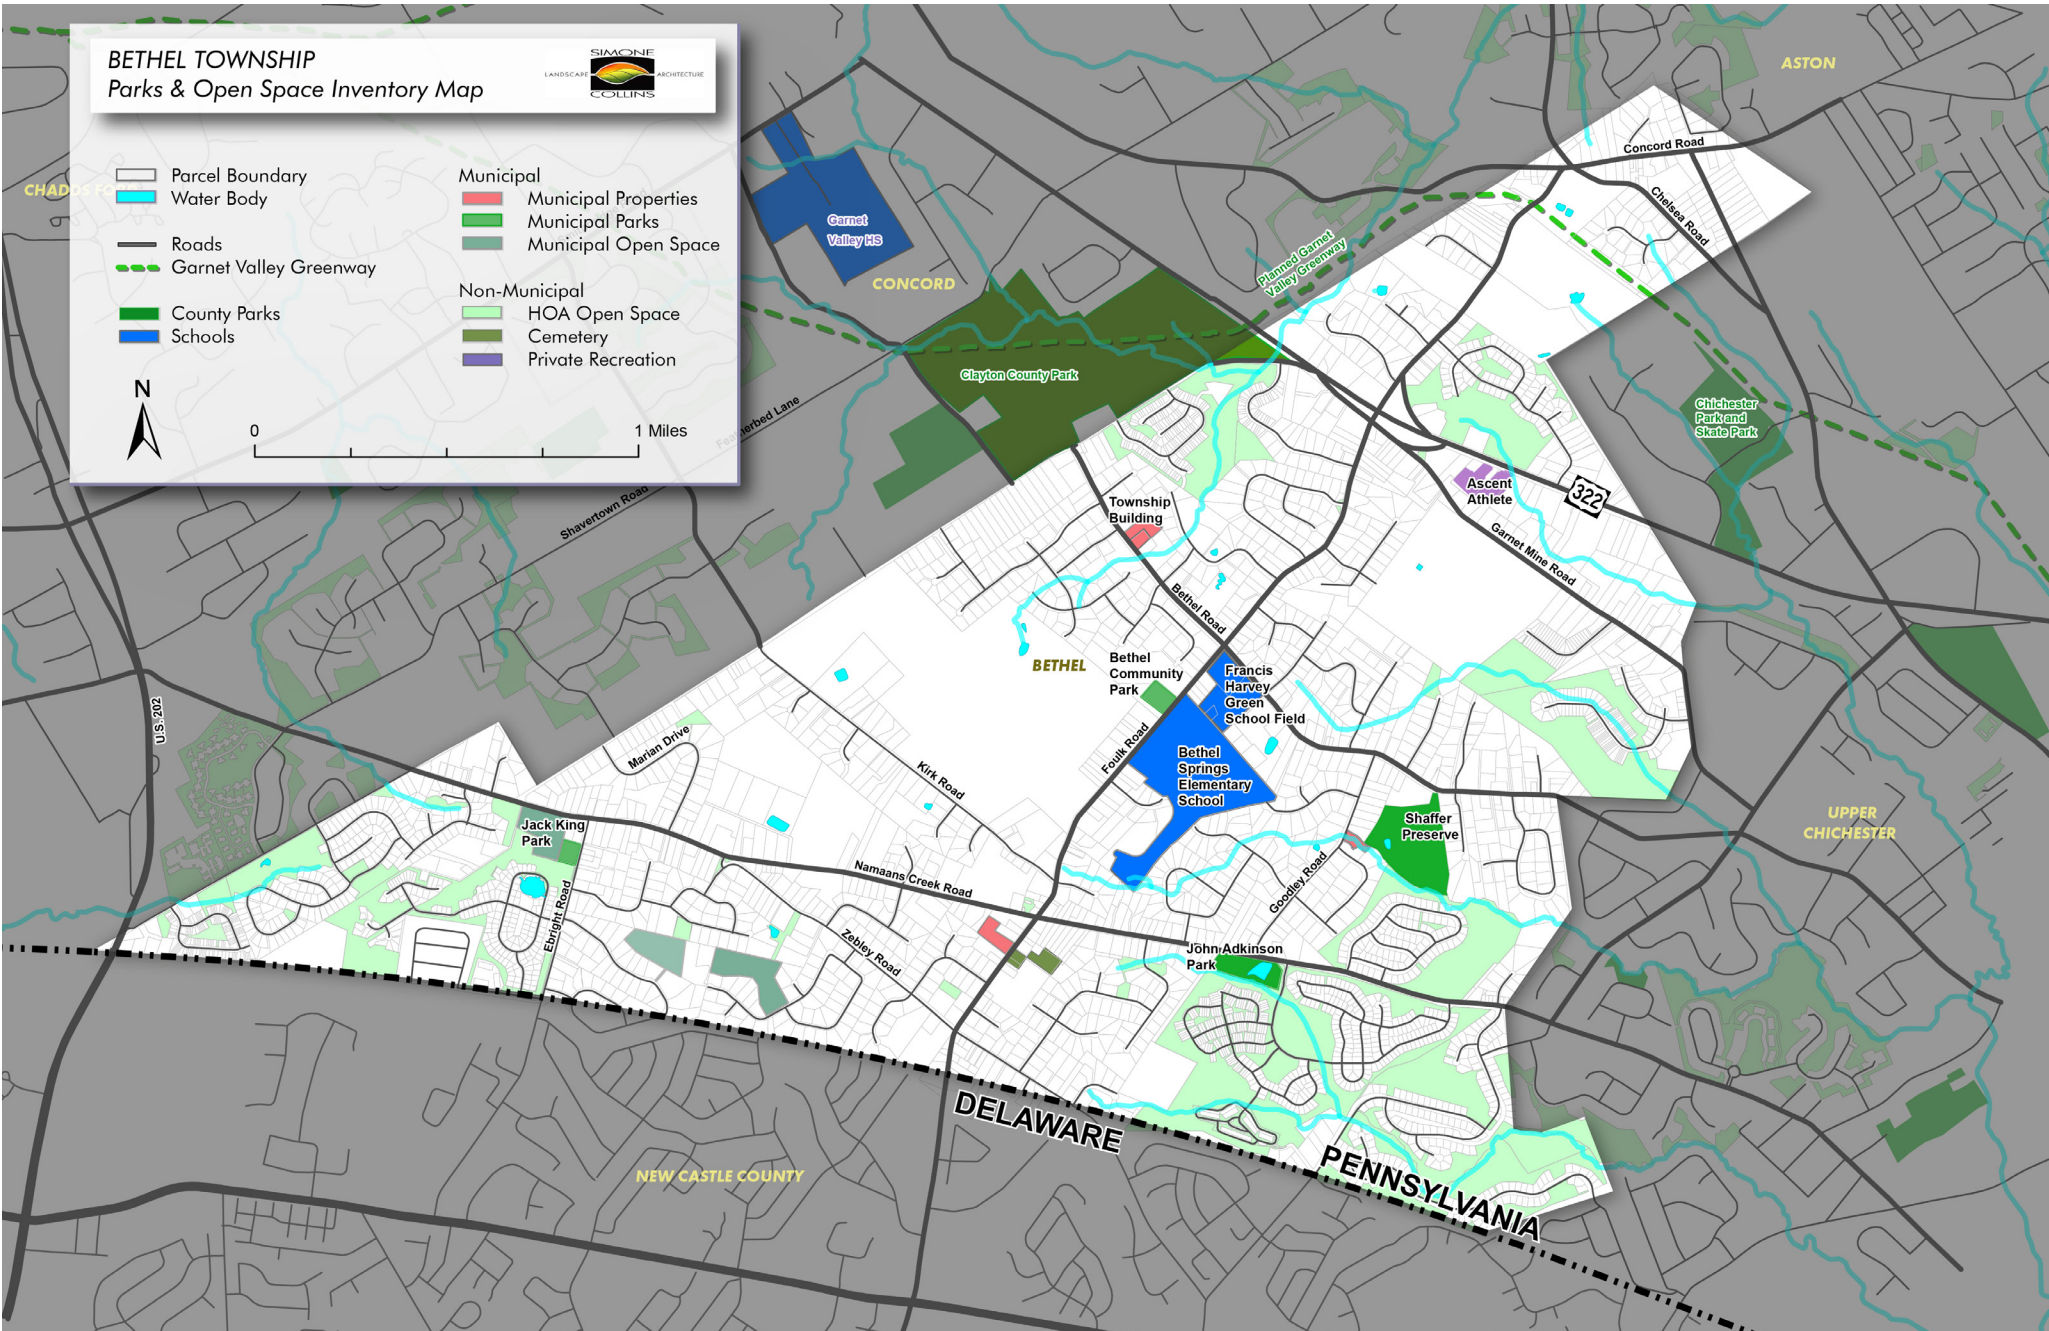 BETHEL TOWNSHIP
Parks & Open Space Inventory Map
SIMONE
LANDSCAPE ARCHITECTURE
COLLINS
Parcel Boundary
Water Body
Roads
Garnet Valley Greenway
County Parks
Schools
Municipal
Municipal Properties
Municipal Parks
Municipal Open Space
Non-Municipal
HOA Open Space
Cemetery
Private Recreation
N
0 1 Miles
CHADDS FORD
ASTON
Concord Road
Chelsea Road
Garnet
Valley HS
CONCORD
Planned Garnet
Valley Greenway
Clayton County Park
Featherbed Lane
Chichester
Park and
Skate Park
Shavertown Road
Township
Building
Ascent
Athlete
322
Garnet Mine Road
Bethel Road
BETHEL
Bethel
Community
Park
Francis
Harvey
Green
School Field
U.S. 202
Marian Drive
Foulk Road
Kirk Road
Bethel
Springs
Elementary
School
Jack King
Park
Shaffer
Preserve
UPPER
CHICHESTER
Namaans Creek Road
Goodley Road
Ebright Road
Zebley Road
John Adkinson
Park
DELAWARE
PENNSYLVANIA
NEW CASTLE COUNTY